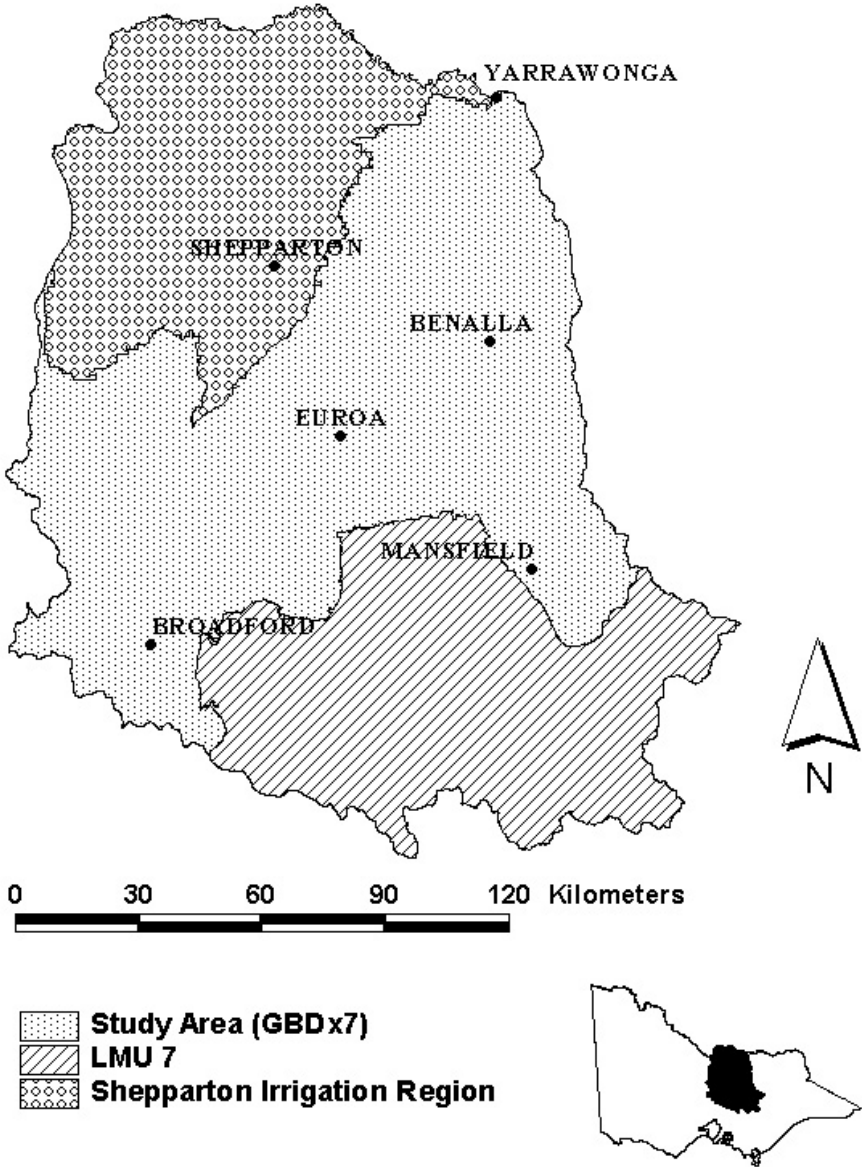 YARRAWONGA
SHEPPARTON
BENALLA
EUROA
MANSFIELD
BROADFORD
N
0 30 60 90 120 Kilometers
Study Area (GBDx7)
LMU 7
Shepparton Irrigation Region